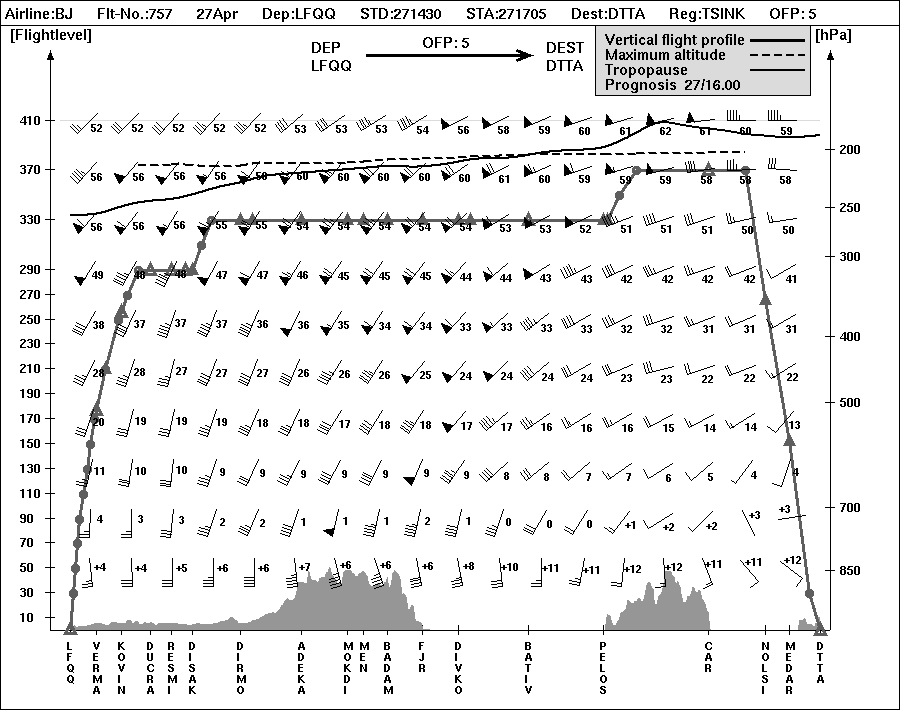 Airline:BJ Flt-No.:757 27Apr Dep:LFQQ STD:271430 STA:271705 Dest:DTTA Reg:TSINK OFP: 5
[Flightlevel] [hPa]
DEP OFP: 5 DEST
LFQQ DTTA
Vertical flight profile
Maximum altitude
Tropopause
Prognosis 27/16.00
410 52 52 52 52 52 53 53 53 54 56 58 59 60 61 62 61 60 59
200
370 56 56 56 56 58 60 60 60 60 60 61 60 59 59 59 58 58 58
250
330 56 56 56 55 55 53 54 54 54 54 53 53 52 51 51 51 50 50
300
290 49 48 48 47 47 46 45 45 45 44 44 43 43 42 42 42 42 41
270
250 38 37 37 37 36 36 35 34 34 33 33 33 33 32 32 31 31 31
400
230
210 28 28 27 27 27 26 26 26 25 24 24 24 24 23 23 22 22 22
190
500
170 20 19 19 19 18 18 17 18 18 17 17 16 16 16 15 14 14 13
150
130 11 10 10 9 9 9 9 9 9 9 8 8 7 7 6 5 4 4
110
700
90 4 3 3 2 2 1 1 1 2 1 0 0 0 +1 +2 +2 +3 +3
70
50 +4 +4 +5 +6 +6 +7 +6 +6 +6 +8 +10 +11 +11 +12 +12 +11 +11 +12
850
30
10
LFQQ VERMA KOVIN DUCRA RESMI DISAK DIRMO ADEKA MOKDI MEN BADAM FJR DIVKO BATIV PELOS CAR NOLSI MEDAR DTTA